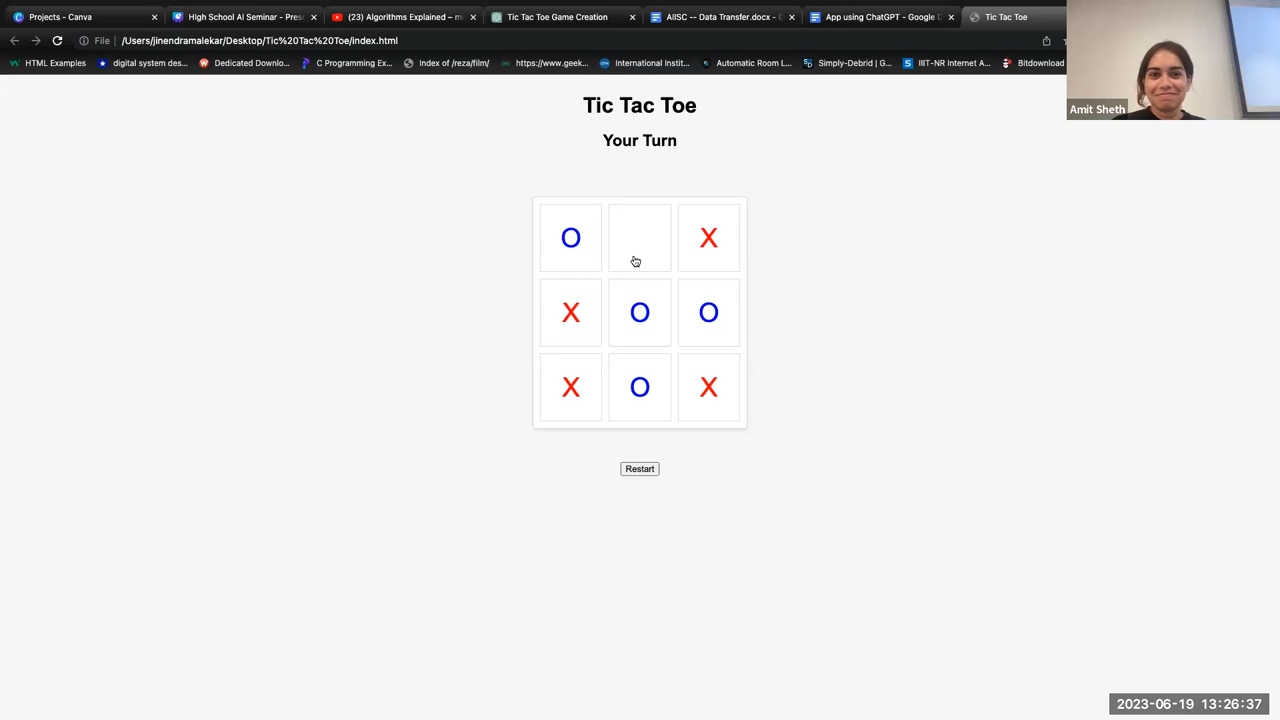 Projects - Canva
High School AI Seminar - Pres
(23) Algorithms Explained – m
Tic Tac Toe Game Creation
AIISC -- Data Transfer.docx - G
App using ChatGPT - Google D
Tic Tac Toe
File /Users/jinendramalekar/Desktop/Tic%20Tac%20Toe/index.html
HTML Examples
digital system des...
Dedicated Downlo...
C Programming Ex...
Index of /reza/film/
https://www.geek...
International Instit...
Automatic Room L...
Simply-Debrid | G...
IIIT-NR Internet A...
Bitdownload
Amit Sheth
Tic Tac Toe
Your Turn
O X
X O O
X O X
Restart
2023-06-19 13:26:37